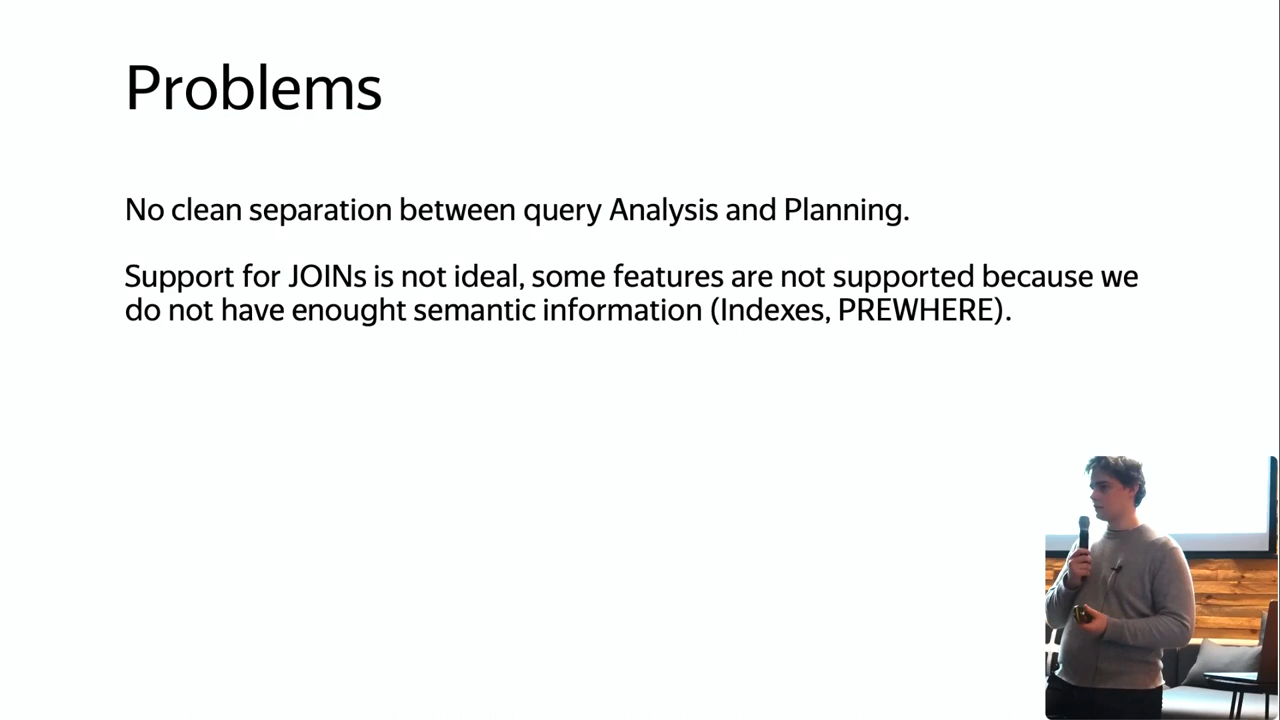 Problems
No clean separation between query Analysis and Planning.
Support for JOINs is not ideal, some features are not supported because we
do not have enought semantic information (Indexes, PREWHERE).